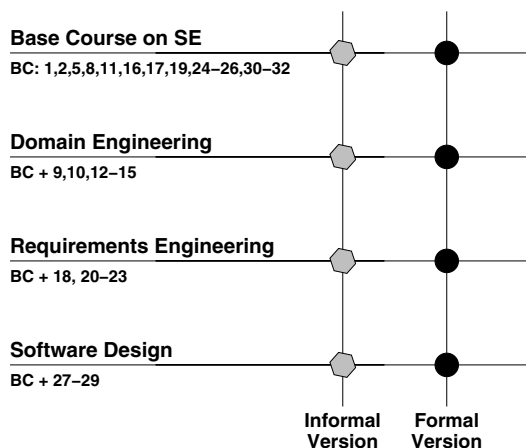 Base Course on SE
BC: 1,2,5,8,11,16,17,19,24−26,30−32
Domain Engineering
BC + 9,10,12−15
Requirements Engineering
BC + 18, 20−23
Software Design
BC + 27−29
Informal Formal
Version Version